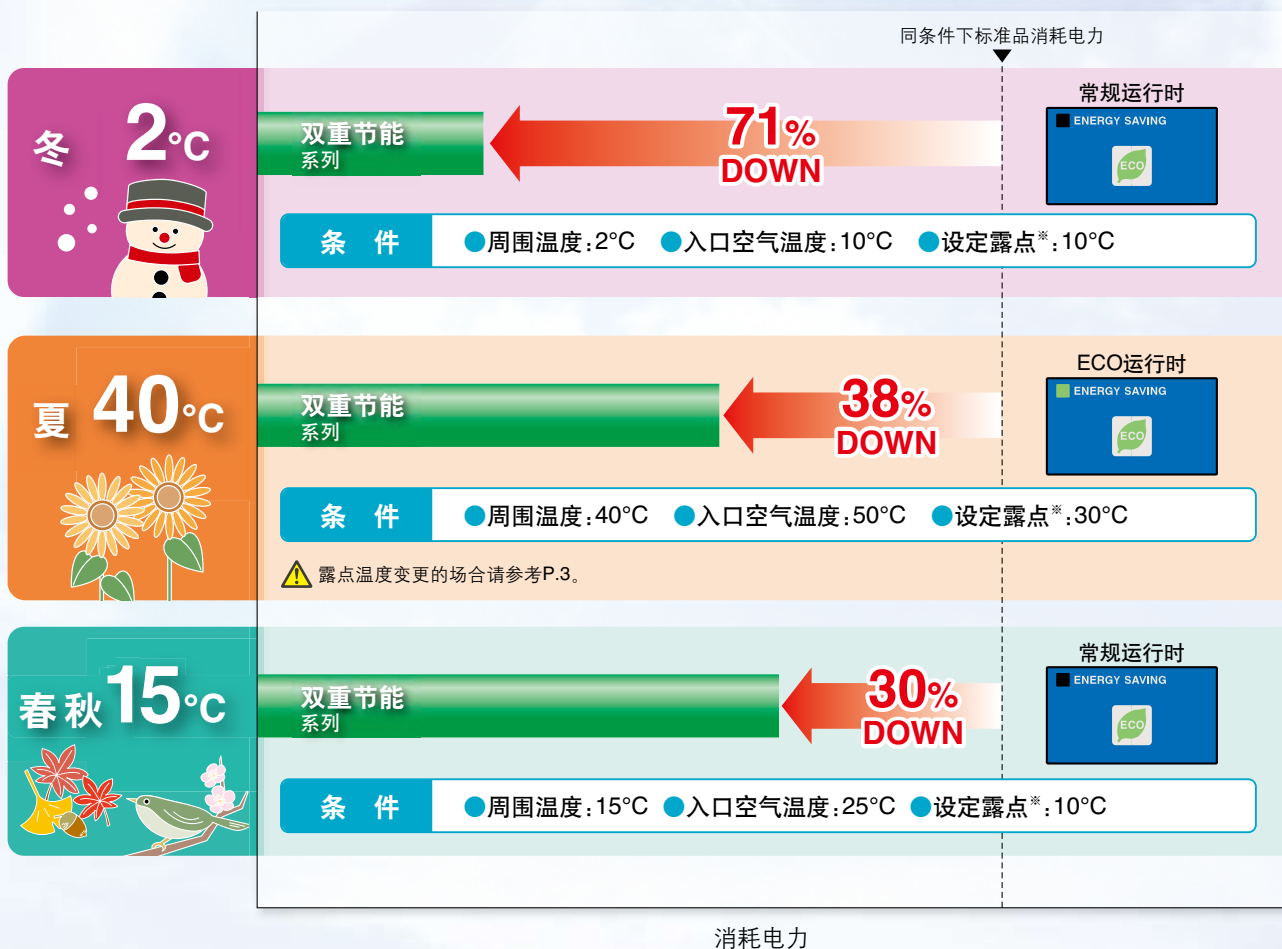 同条件下标准品消耗电力
冬 2°C
双重节能
系列
71%
DOWN
常规运行时
ENERGY SAVING
ECO
条 件 ●周围温度:2°C ●入口空气温度:10°C ●设定露点※:10°C
夏 40°C
双重节能
系列
38%
DOWN
ECO运行时
ENERGY SAVING
ECO
条 件 ●周围温度:40°C ●入口空气温度:50°C ●设定露点※:30°C
露点温度变更的场合请参考P.3。
春秋 15°C
双重节能
系列
30%
DOWN
常规运行时
ENERGY SAVING
ECO
条 件 ●周围温度:15°C ●入口空气温度:25°C ●设定露点※:10°C
消耗电力